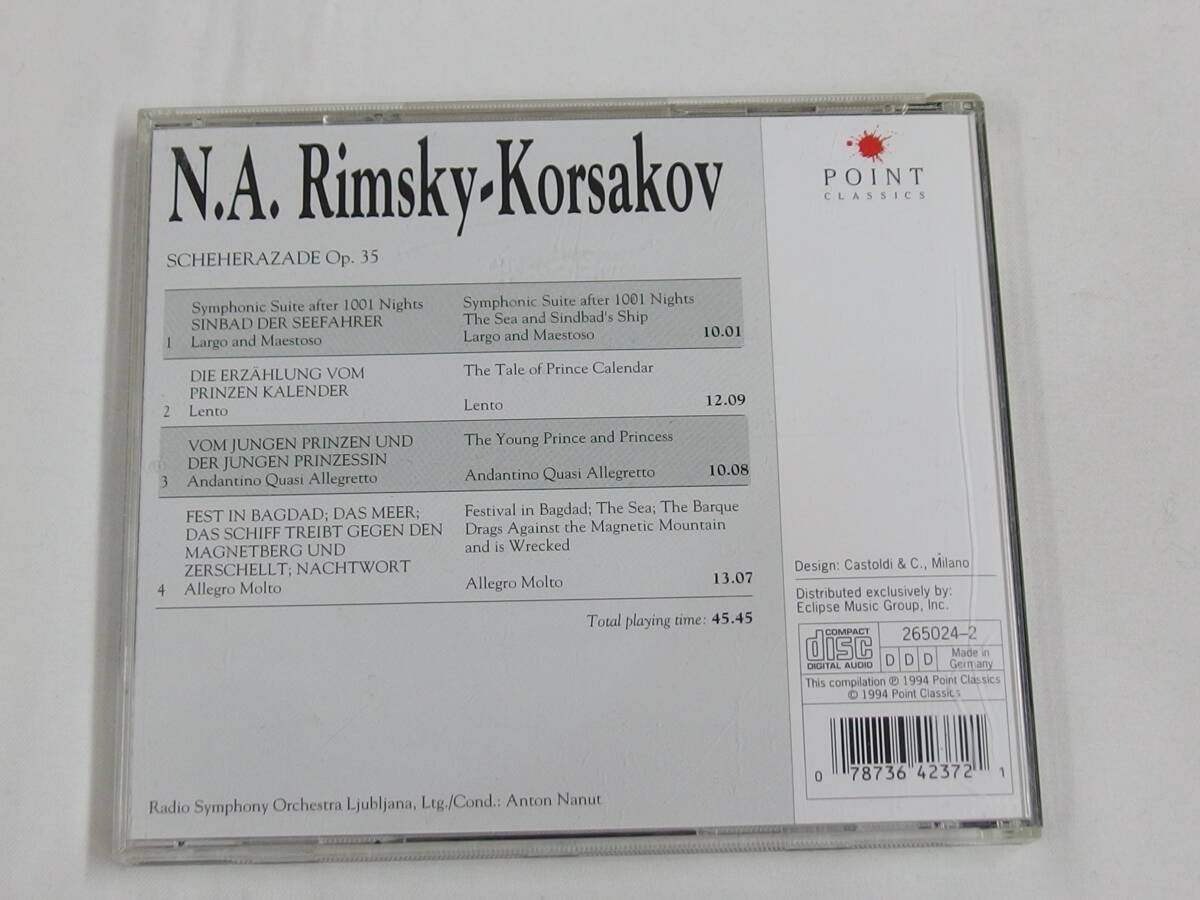 N.A. Rimsky-Korsakov
SCHEHERAZADE Op. 35
Symphonic Suite after 1001 Nights
SINBAD DER SEEFAHRER
1 Largo and Maestoso
Symphonic Suite after 1001 Nights
The Sea and Sindbad's Ship
Largo and Maestoso 10.01
DIE ERZÄHLUNG VOM
PRINZEN KALENDER
2 Lento
The Tale of Prince Calendar
Lento 12.09
VOM JUNGEN PRINZEN UND
DER JUNGEN PRINZESSIN
3 Andantino Quasi Allegretto
The Young Prince and Princess
Andantino Quasi Allegretto 10.08
FEST IN BAGDAD; DAS MEER;
DAS SCHIFF TREIBT GEGEN DEN
MAGNETBERG UND
ZERSCHELLT; NACHTWORT
4 Allegro Molto
Festival in Bagdad; The Sea; The Barque
Drags Against the Magnetic Mountain
and is Wrecked
Allegro Molto 13.07
Total playing time: 45.45
Radio Symphony Orchestra Ljubljana, Ltg./Cond.: Anton Nanut
POINT
CLASSICS
Design: Castoldi & C., Milano
Distributed exclusively by:
Eclipse Music Group, Inc.
COMPACT
disc
DIGITAL AUDIO
265024-2
D D D
Made in
Germany
This compilation ℗ 1994 Point Classics
© 1994 Point Classics
0 78736 42372 1